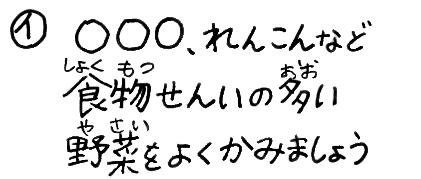 ① ○○○、れんこんなど
食物せんいの多い
野菜をよくかみましょう